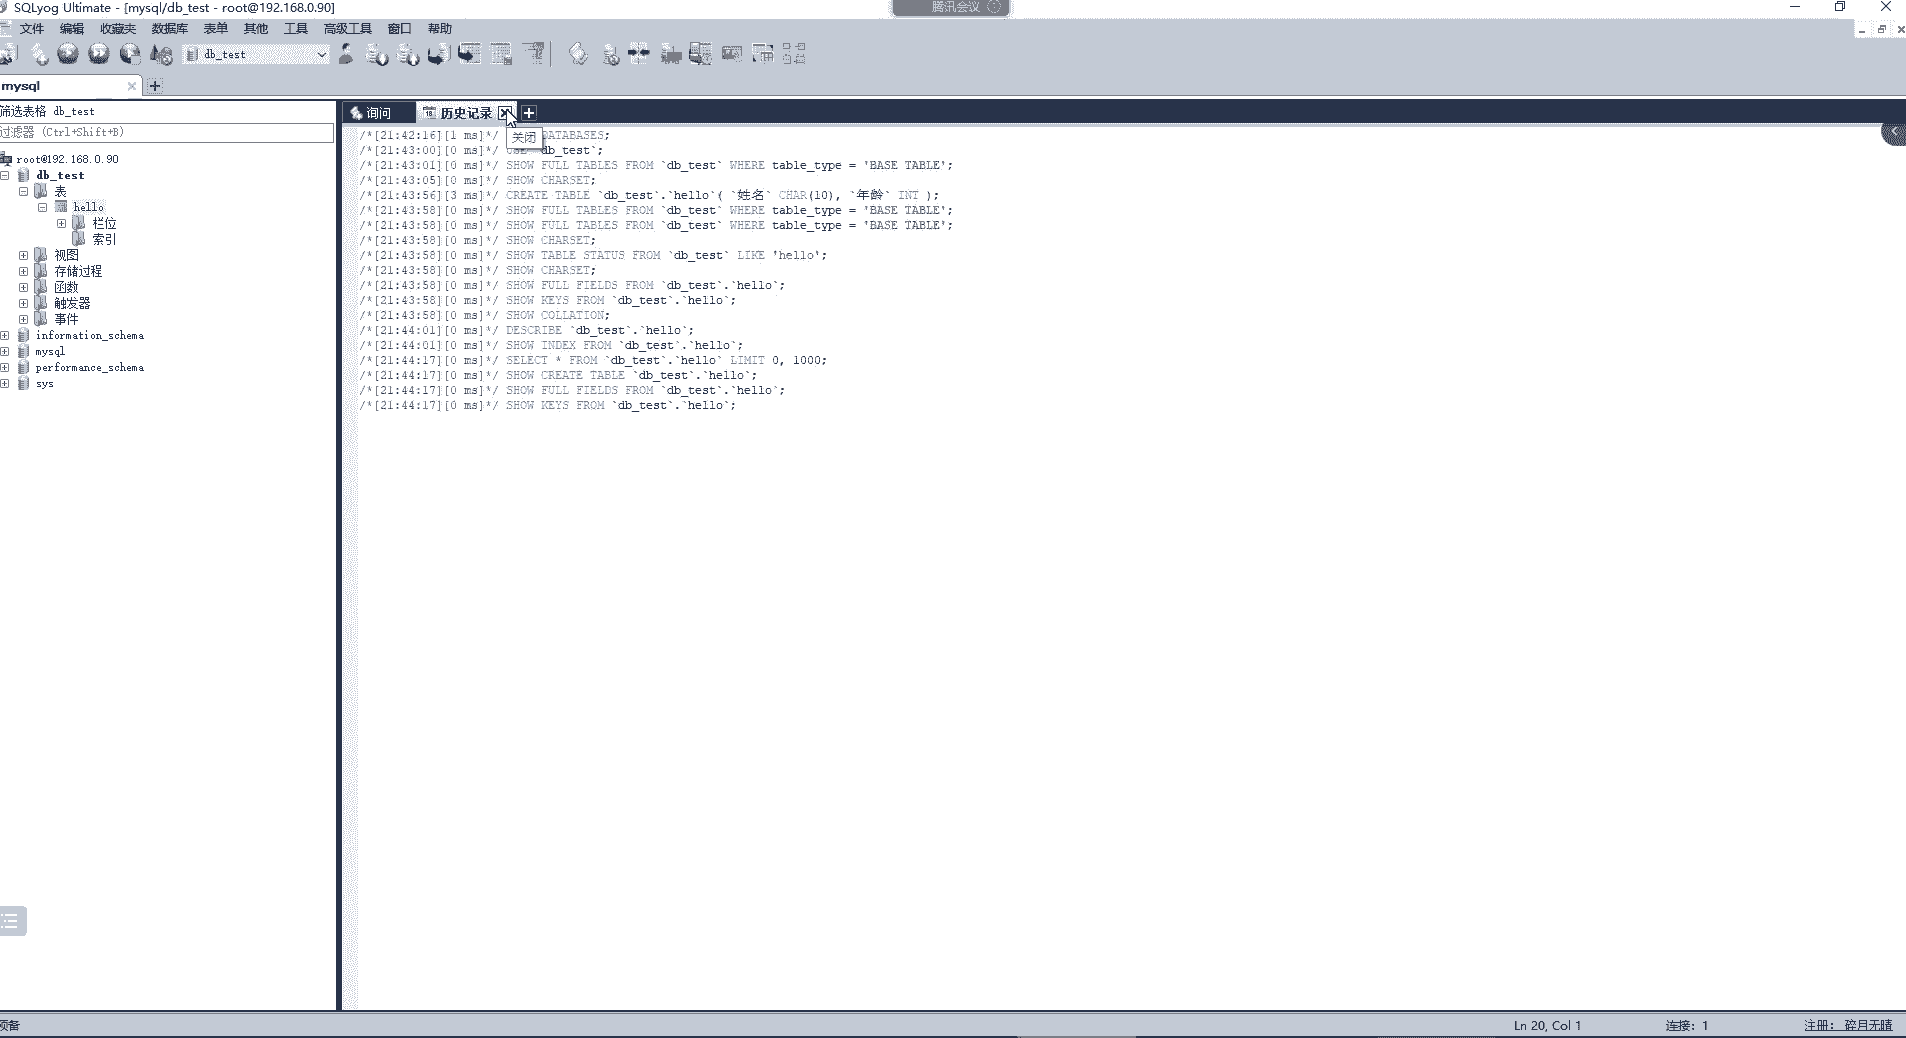 SQLyog Ultimate - [mysql/db_test - root@192.168.0.90]
腾讯会议
文件 编辑 收藏夹 数据库 表单 其他 工具 高级工具 窗口 帮助
db_test
mysql
筛选表格 db_test
过滤器 (Ctrl+Shift+B)
root@192.168.0.90
db_test
表
hello
栏位
索引
视图
存储过程
函数
触发器
事件
information_schema
mysql
performance_schema
sys
询问 历史记录
关闭
/*[21:42:16][1 ms]*/ DATABASES;
/*[21:43:00][0 ms]*/ USE `db_test`;
/*[21:43:01][0 ms]*/ SHOW FULL TABLES FROM `db_test` WHERE table_type = 'BASE TABLE';
/*[21:43:05][0 ms]*/ SHOW CHARSET;
/*[21:43:56][3 ms]*/ CREATE TABLE `db_test`.`hello`( `姓名` CHAR(10), `年龄` INT );
/*[21:43:58][0 ms]*/ SHOW FULL TABLES FROM `db_test` WHERE table_type = 'BASE TABLE';
/*[21:43:58][0 ms]*/ SHOW FULL TABLES FROM `db_test` WHERE table_type = 'BASE TABLE';
/*[21:43:58][0 ms]*/ SHOW CHARSET;
/*[21:43:58][0 ms]*/ SHOW TABLE STATUS FROM `db_test` LIKE 'hello';
/*[21:43:58][0 ms]*/ SHOW CHARSET;
/*[21:43:58][0 ms]*/ SHOW FULL FIELDS FROM `db_test`.`hello`;
/*[21:43:58][0 ms]*/ SHOW KEYS FROM `db_test`.`hello`;
/*[21:43:58][0 ms]*/ SHOW COLLATION;
/*[21:44:01][0 ms]*/ DESCRIBE `db_test`.`hello`;
/*[21:44:01][0 ms]*/ SHOW INDEX FROM `db_test`.`hello`;
/*[21:44:17][0 ms]*/ SELECT * FROM `db_test`.`hello` LIMIT 0, 1000;
/*[21:44:17][0 ms]*/ SHOW CREATE TABLE `db_test`.`hello`;
/*[21:44:17][0 ms]*/ SHOW FULL FIELDS FROM `db_test`.`hello`;
/*[21:44:17][0 ms]*/ SHOW KEYS FROM `db_test`.`hello`;
预备
Ln 20, Col 1
连接: 1
注册: 碎月无晴